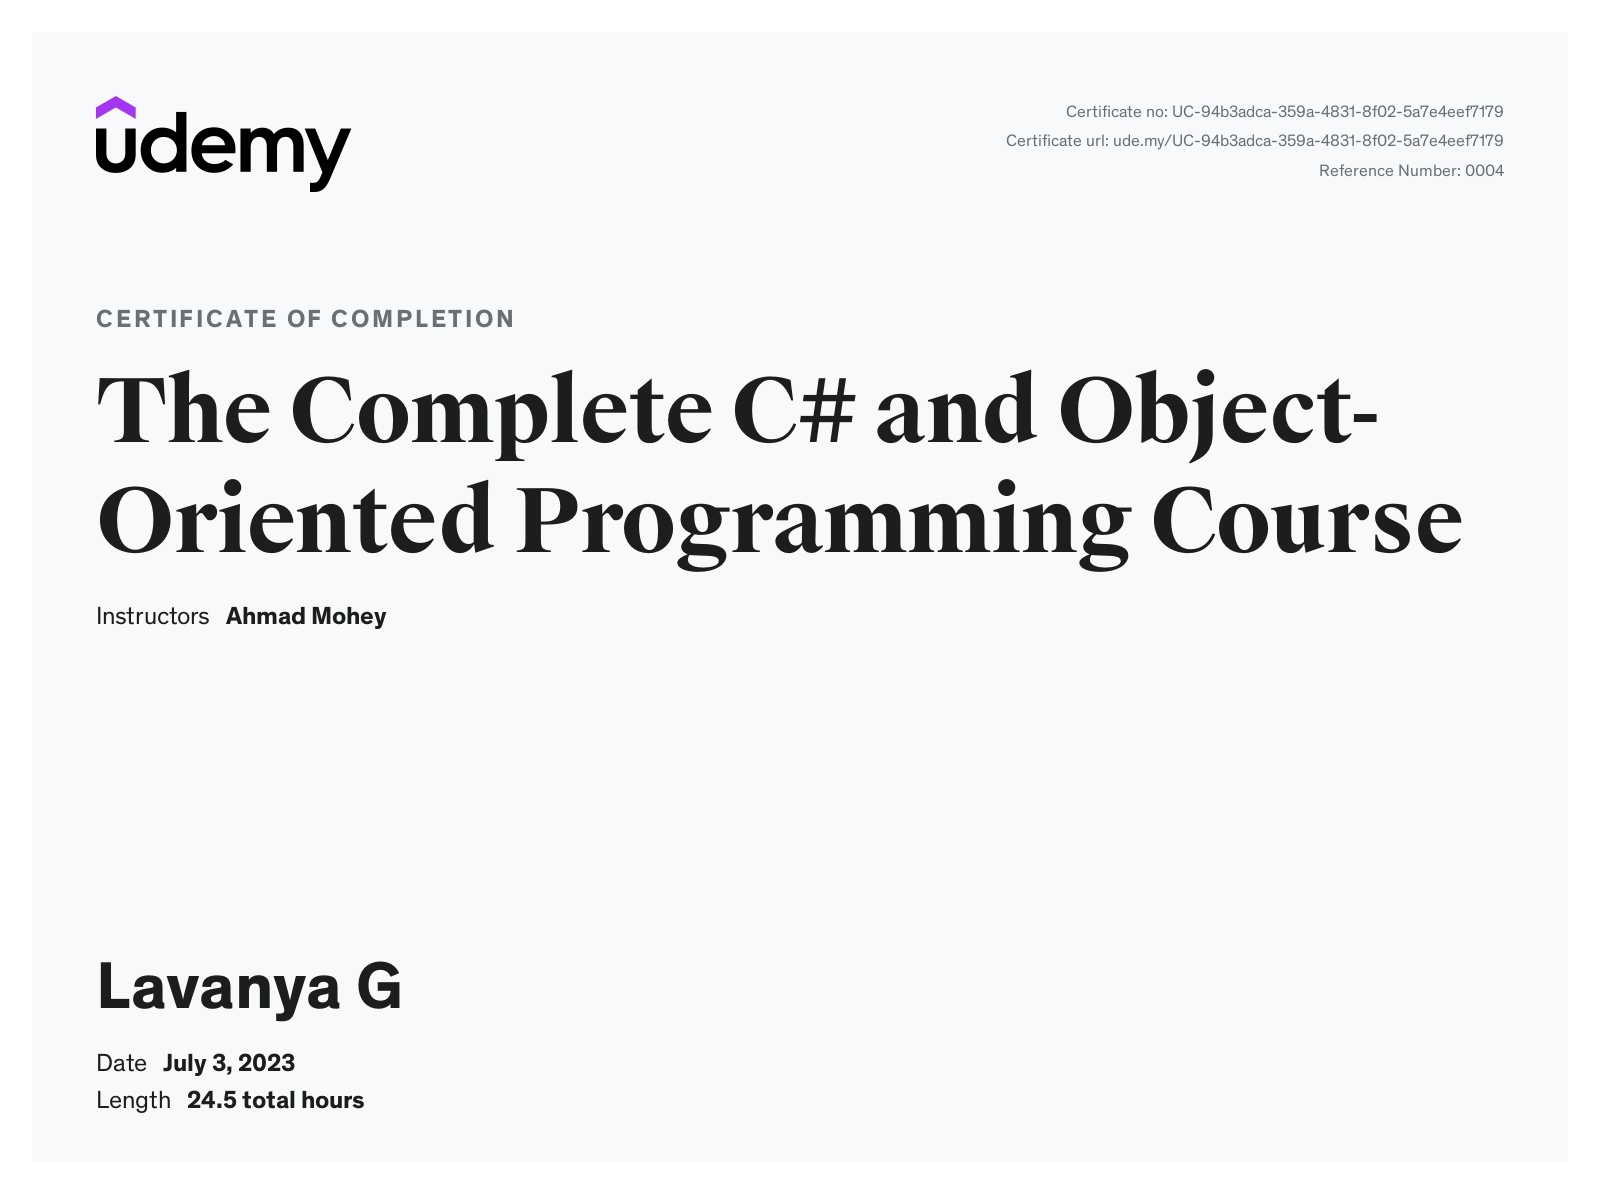 udemy
Certificate no: UC-94b3adca-359a-4831-8f02-5a7e4eef7179
Certificate url: ude.my/UC-94b3adca-359a-4831-8f02-5a7e4eef7179
Reference Number: 0004
CERTIFICATE OF COMPLETION
The Complete C# and Object-
Oriented Programming Course
Instructors Ahmad Mohey
Lavanya G
Date July 3, 2023
Length 24.5 total hours